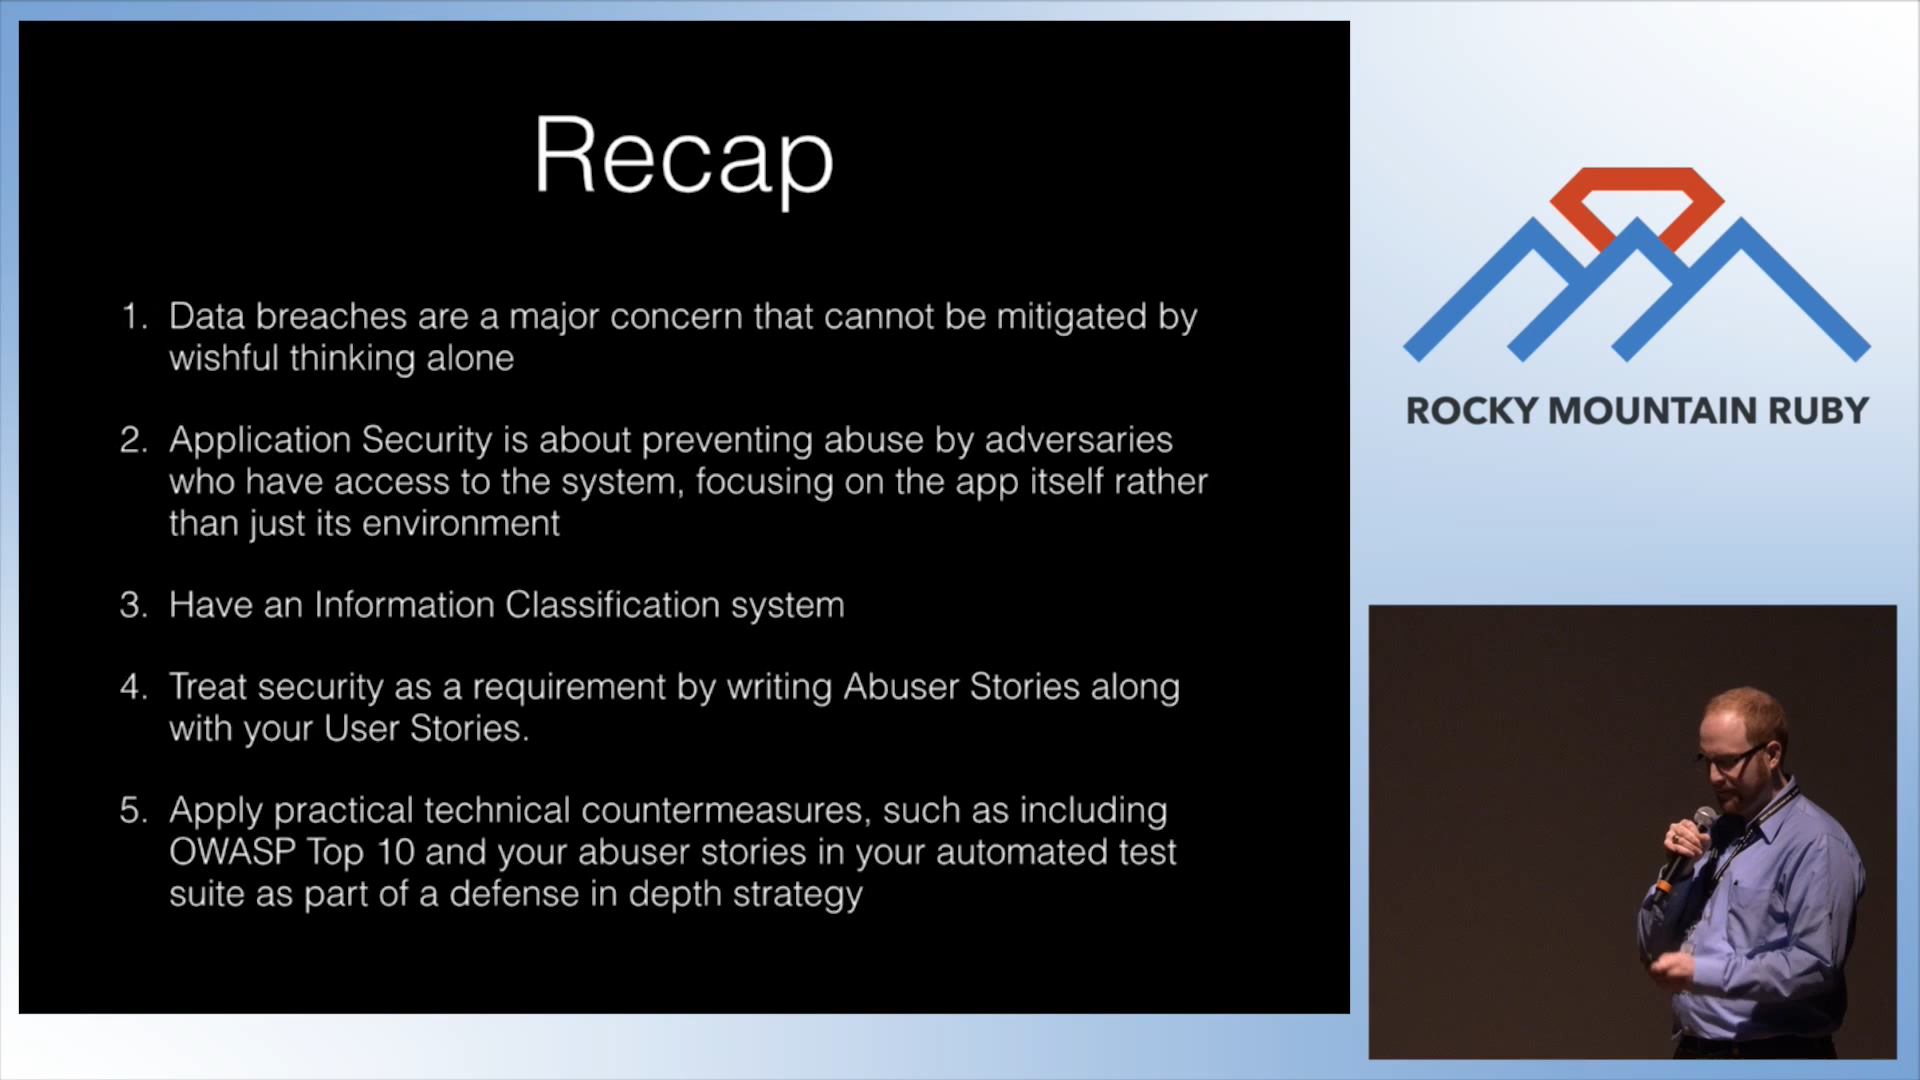 Recap
1. Data breaches are a major concern that cannot be mitigated by
wishful thinking alone
2. Application Security is about preventing abuse by adversaries
who have access to the system, focusing on the app itself rather
than just its environment
3. Have an Information Classification system
4. Treat security as a requirement by writing Abuser Stories along
with your User Stories.
5. Apply practical technical countermeasures, such as including
OWASP Top 10 and your abuser stories in your automated test
suite as part of a defense in depth strategy
ROCKY MOUNTAIN RUBY